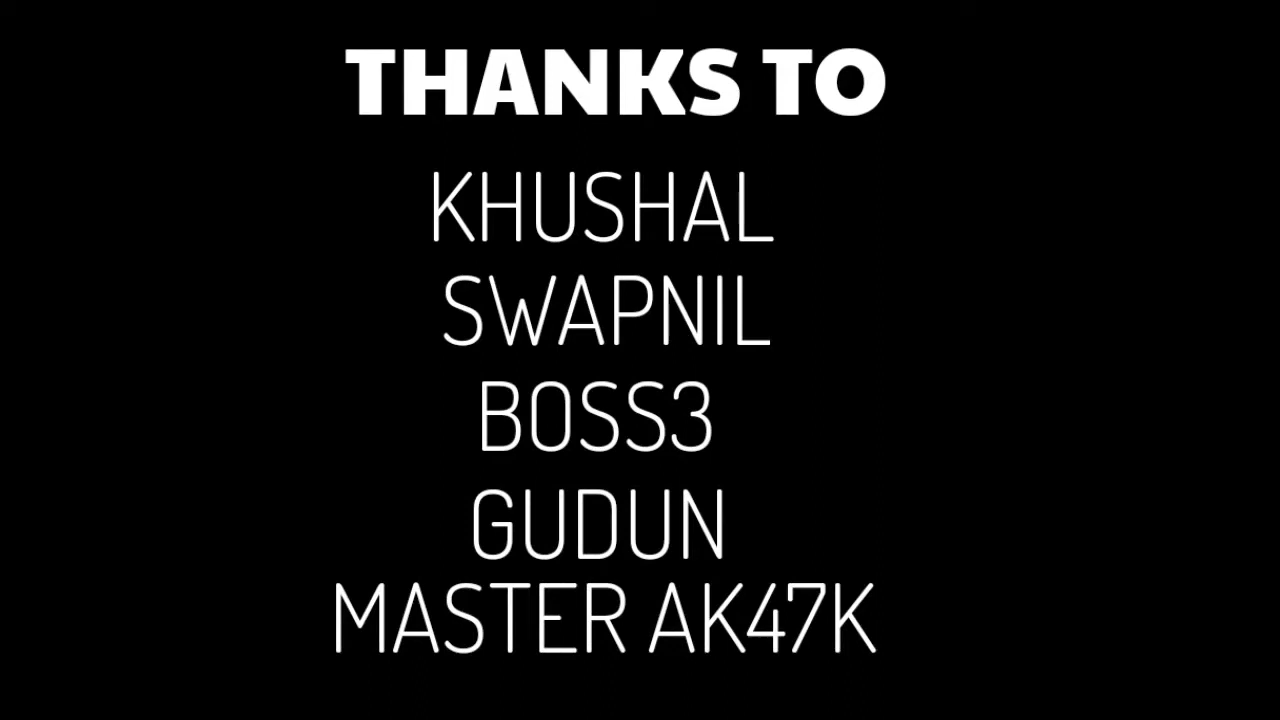 THANKS TO
KHUSHAL
SWAPNIL
BOSS3
GUDUN
MASTER AK47K